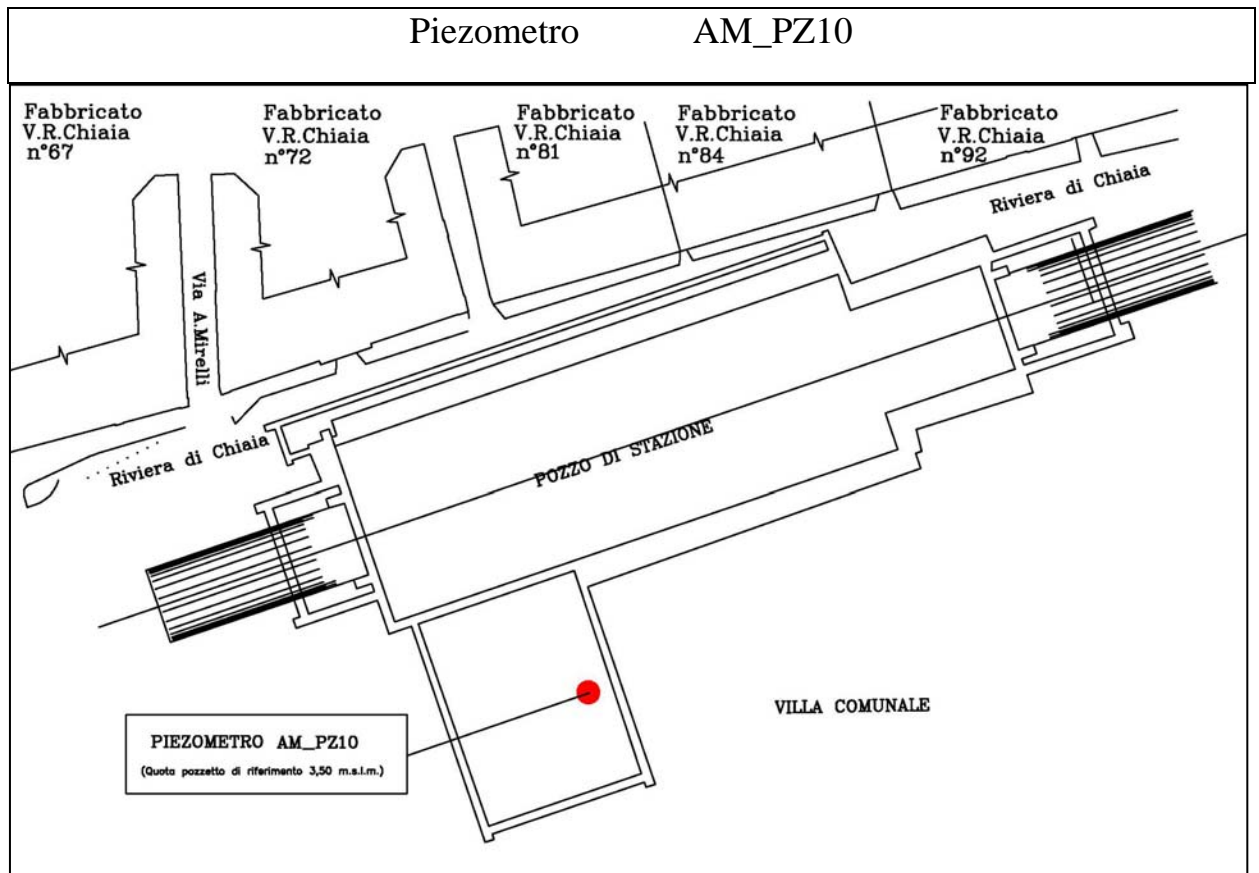 Piezometro AM_PZ10
Fabbricato
V.R.Chiaia
n°67
Fabbricato
V.R.Chiaia
n°72
Fabbricato
V.R.Chiaia
n°81
Fabbricato
V.R.Chiaia
n°84
Fabbricato
V.R.Chiaia
n°92
Riviera di Chiaia
Via A.Mirelli
Riviera di Chiaia
POZZO DI STAZIONE
VILLA COMUNALE
PIEZOMETRO AM_PZ10
(Quota pozzetto di riferimento 3,50 m.s.l.m.)